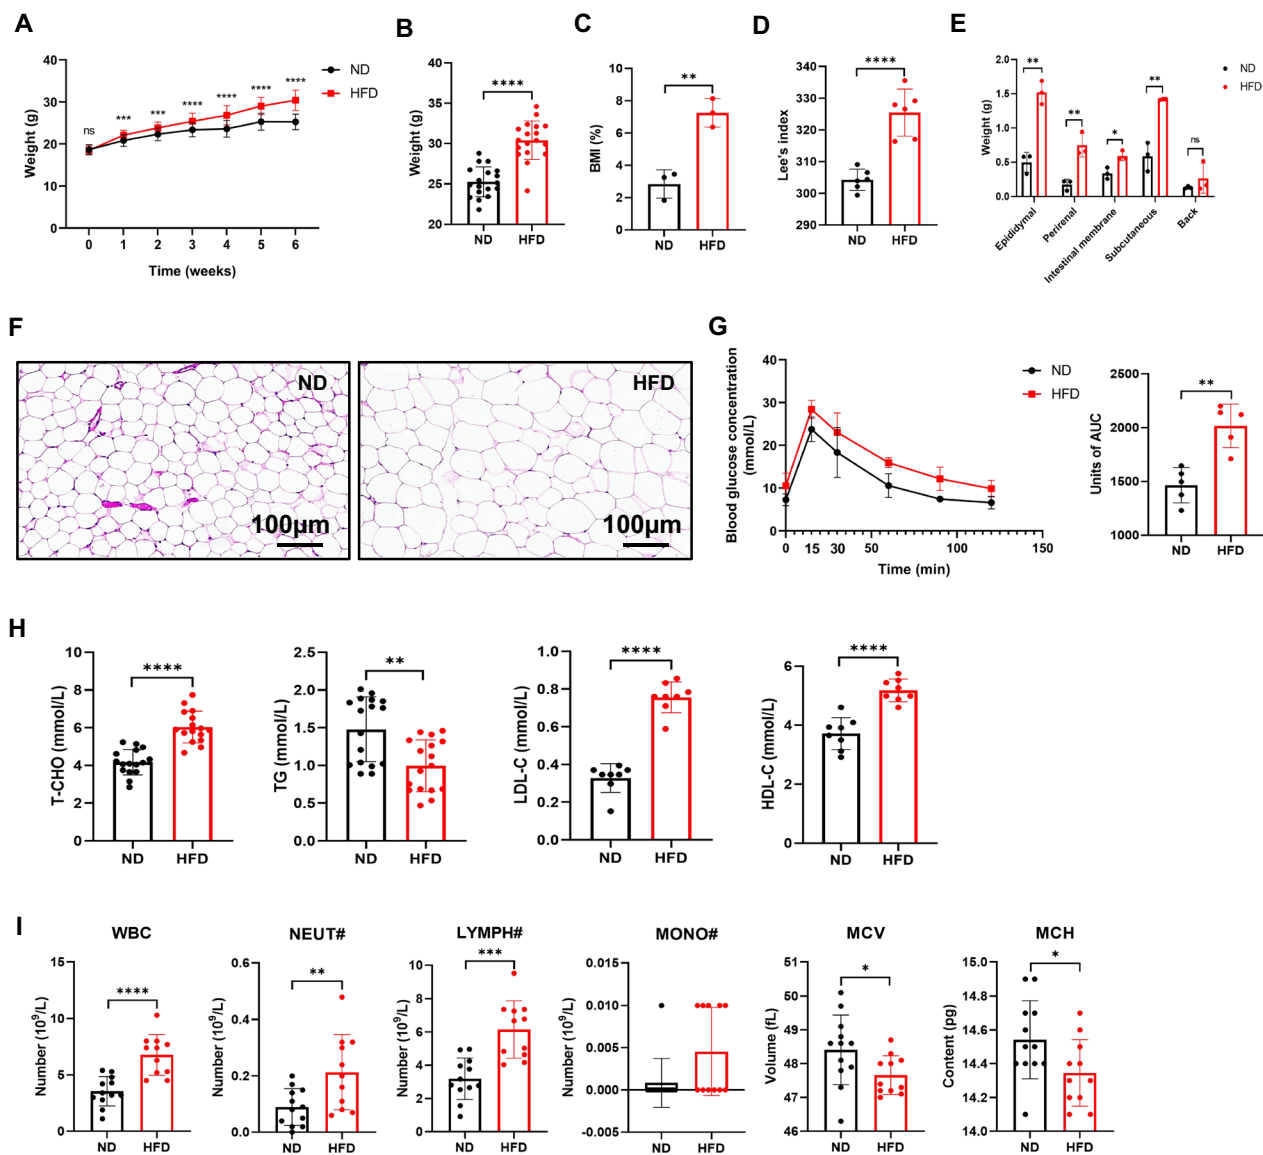 A
B
C
D
E
40
30
20
10
0
Weight (g)
ns
***
***
****
****
****
****
ND
HFD
0 1 2 3 4 5 6
Time (weeks)
40
35
30
25
20
Weight (g)
****
ND HFD
10
8
6
4
2
0
BMI (%)
**
ND HFD
340
330
320
310
300
290
Lee's index
****
ND HFD
2.0
1.5
1.0
0.5
0.0
Weight (g)
**
**
*
**
ns
ND
HFD
Epididymal
Perirenal
Intestinal membrane
Subcutaneous
Back
F
ND
100μm
HFD
100μm
G
40
30
20
10
0
Blood glucose concentration
(mmol/L)
ND
HFD
0 15 30 50 100 150
Time (min)
2500
2000
1500
1000
Units of AUC
**
ND HFD
H
10
8
6
4
2
0
T-CHO (mmol/L)
****
ND HFD
2.5
2.0
1.5
1.0
0.5
0.0
TG (mmol/L)
**
ND HFD
1.0
0.8
0.6
0.4
0.2
0.0
LDL-C (mmol/L)
****
ND HFD
6
4
2
0
HDL-C (mmol/L)
****
ND HFD
I
WBC
15
10
5
0
Number (10⁹/L)
****
ND HFD
NEUT#
0.6
0.4
0.2
0.0
Number (10⁹/L)
**
ND HFD
LYMPH#
10
8
6
4
2
0
Number (10⁹/L)
***
ND HFD
MONO#
0.015
0.010
0.005
0.000
-0.005
Number (10⁹/L)
ND HFD
MCV
51
50
49
48
47
46
Volume (fL)
*
ND HFD
MCH
15.0
14.8
14.6
14.4
14.2
14.0
Content (pg)
*
ND HFD